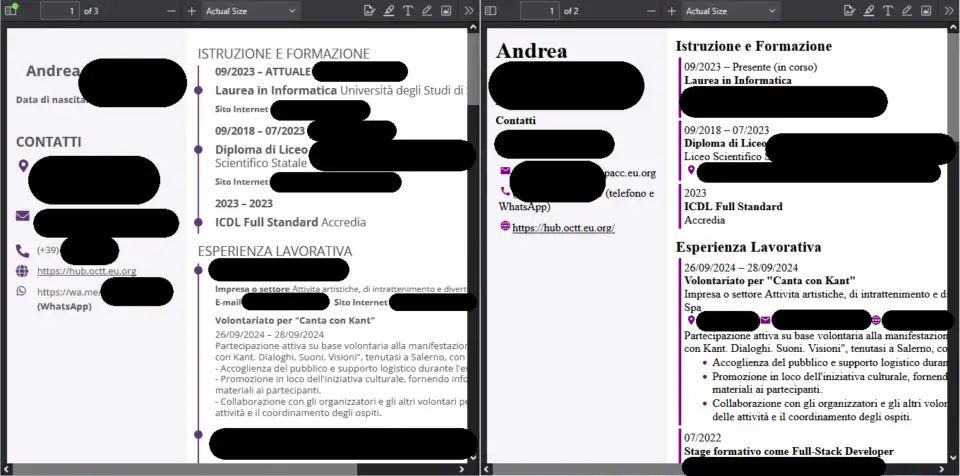 1 of 3
Actual Size
Andrea
Data di nascita
CONTATTI
(+39)
https://hub.octt.eu.org
https://wa.me
(WhatsApp)
ISTRUZIONE E FORMAZIONE
09/2023 – ATTUALE
Laurea in Informatica Università degli Studi di
Sito Internet
09/2018 – 07/2023
Diploma di Liceo
Scientifico Statale
Sito Internet
2023 – 2023
ICDL Full Standard Accredia
ESPERIENZA LAVORATIVA
Impresa o settore Attività artistiche, di intrattenimento e divert
E-mail Sito Internet
Volontariato per "Canta con Kant"
26/09/2024 – 28/09/2024
Partecipazione attiva su base volontaria alla manifestazion
con Kant. Dialoghi. Suoni. Visioni", tenutasi a Salerno, con
- Accoglienza del pubblico e supporto logistico durante l'e
- Promozione in loco dell'iniziativa culturale, fornendo info
materiali ai partecipanti.
- Collaborazione con gli organizzatori e gli altri volontari pe
attività e il coordinamento degli ospiti.
1 of 2
Actual Size
Andrea
Contatti
pacc.eu.org
(telefono e
WhatsApp)
https://hub.octt.eu.org/
Istruzione e Formazione
09/2023 – Presente (in corso)
Laurea in Informatica
09/2018 – 07/2023
Diploma di Liceo
Liceo Scientifico S
2023
ICDL Full Standard
Accredia
Esperienza Lavorativa
26/09/2024 – 28/09/2024
Volontariato per "Canta con Kant"
Impresa o settore Attivita artistiche, di intrattenimento e d
Spa
Partecipazione attiva su base volontaria alla manifestazion
con Kant. Dialoghi. Suoni. Visioni", tenutasi a Salerno, co
• Accoglienza del pubblico e supporto logistico durant
• Promozione in loco dell'iniziativa culturale, fornend
materiali ai partecipanti.
• Collaborazione con gli organizzatori e gli altri volon
delle attività e il coordinamento degli ospiti.
07/2022
Stage formativo come Full-Stack Developer